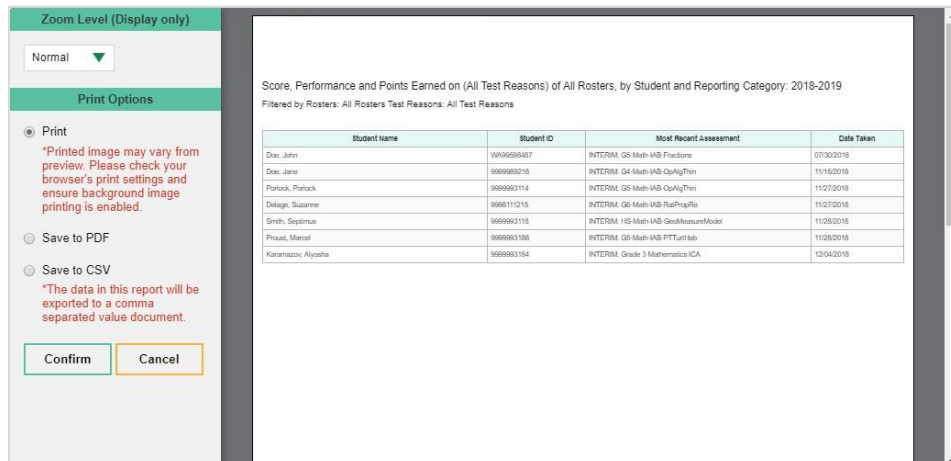 Zoom Level (Display only)
Normal
Print Options
Print
*Printed image may vary from
preview. Please check your
browser's print settings and
ensure background image
printing is enabled.
Save to PDF
Save to CSV
*The data in this report will be
exported to a comma
separated value document.
Confirm Cancel
Score, Performance and Points Earned on (All Test Reasons) of All Rosters, by Student and Reporting Category: 2018-2019
Filtered by Rosters: All Rosters Test Reasons: All Test Reasons
Student Name Student ID Most Recent Assessment Date Taken
Doe, John WA99598487 INTERIM: G5-Math-IAB-Fractions 07/30/2018
Doe, Jane 9999989216 INTERIM: G4-Math-IAB-OpAlgThin 11/15/2018
Porlock, Porlock 9999993114 INTERIM: G5-Math-IAB-OpAlgThin 11/27/2018
Delage, Suzanne 9998111215 INTERIM: G6-Math-IAB-RatPropRe 11/27/2018
Smith, Septimus 9999993118 INTERIM: HS-Math-IAB-GeoMeasureModel 11/28/2018
Proust, Marcel 9999993186 INTERIM: G5-Math-IAB-PTTurtHab 11/28/2018
Karamazov, Alyosha 9999993184 INTERIM: Grade 3 Mathematics ICA 12/04/2018